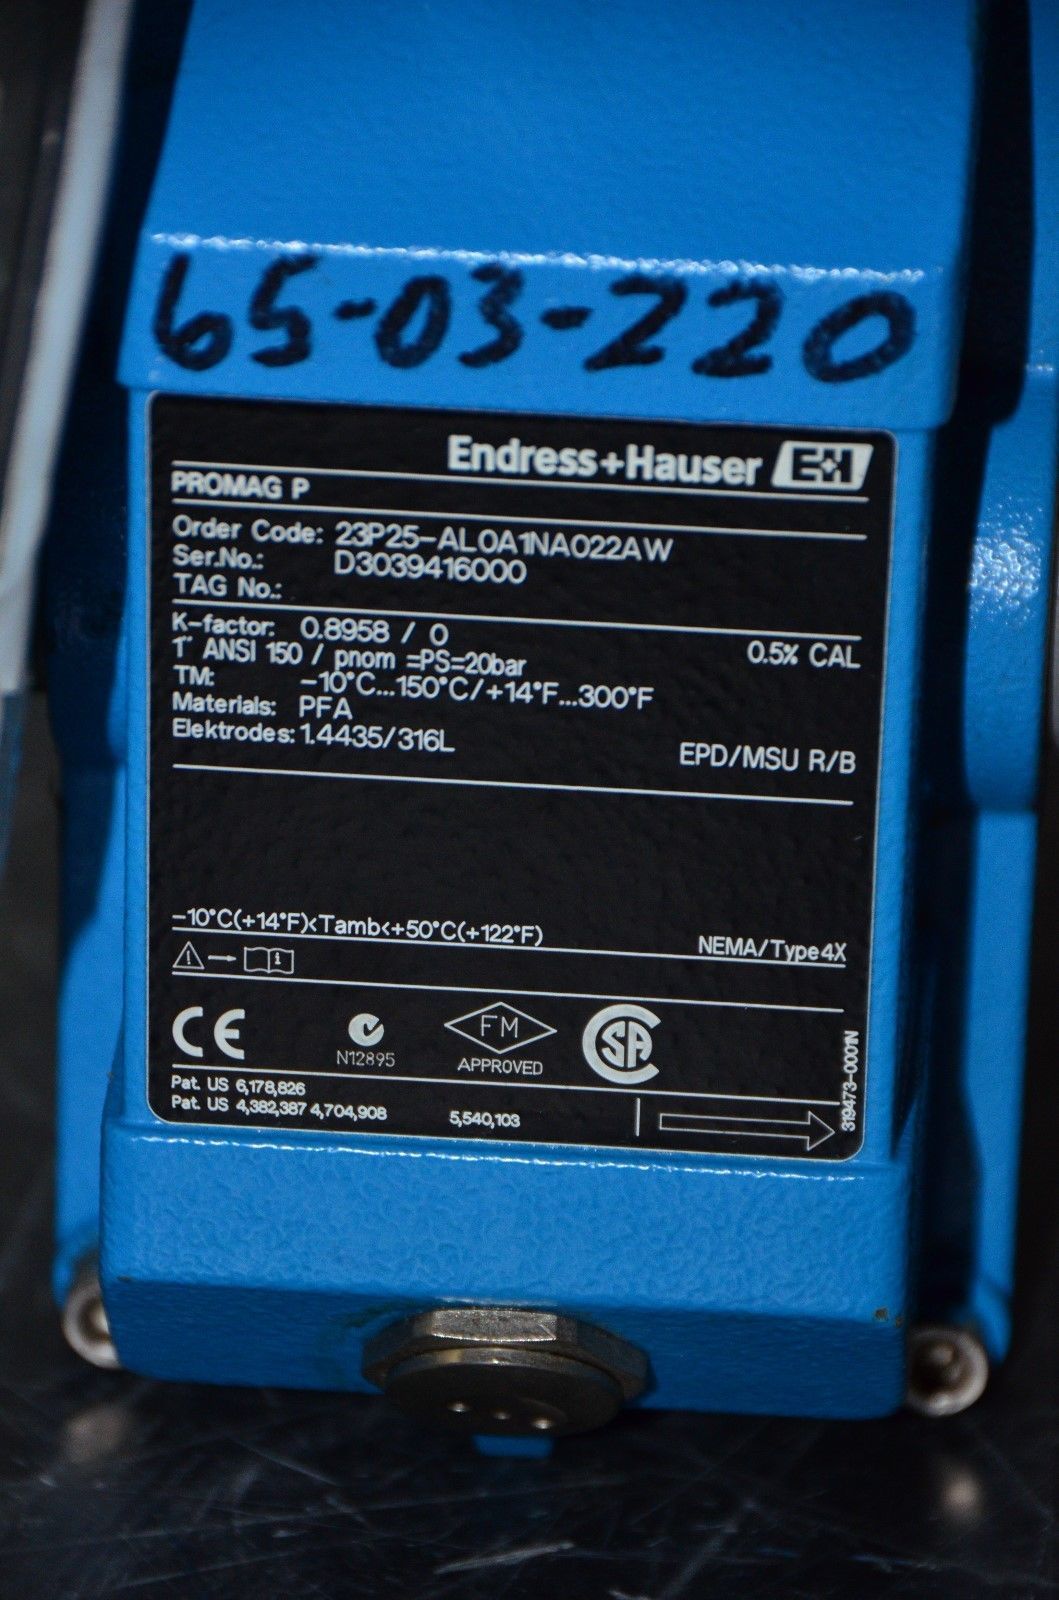 65-03-220
Endress+Hauser E+H
PROMAG P
Order Code: 23P25-AL0A1NA022AW
Ser.No.: D3039416000
TAG No.:
K-factor: 0.8958 / 0 0.5% CAL
1" ANSI 150 / pnom =PS=20bar
TM: -10°C...150°C/+14°F...300°F
Materials: PFA
Elektrodes: 1.4435/316L EPD/MSU R/B
-10°C(+14°F)<Tamb<+50°C(+122°F) NEMA/Type4X
CE N12895 FM APPROVED CSA
319473-0001N
Pat. US 6,178,826
Pat. US 4,382,387 4,704,908 5,540,103